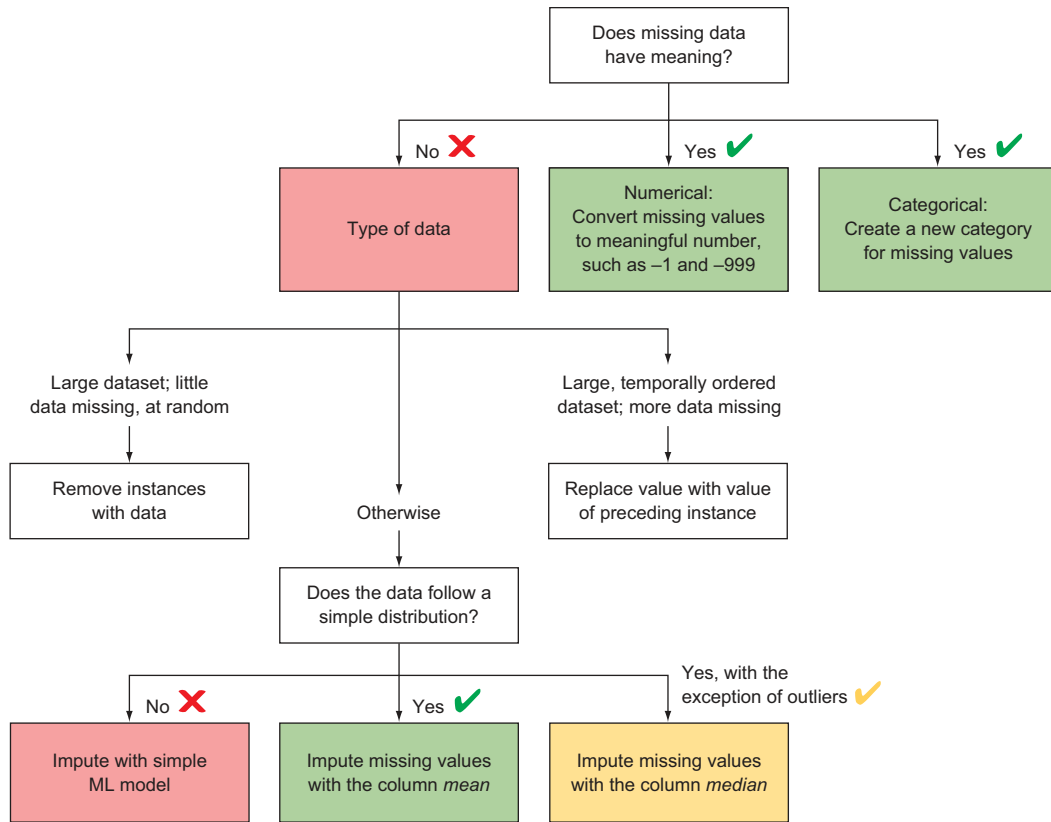 Does missing data
have meaning?
No
Yes
Yes
Type of data
Numerical:
Convert missing values
to meaningful number,
such as –1 and –999
Categorical:
Create a new category
for missing values
Large dataset; little
data missing, at random
Large, temporally ordered
dataset; more data missing
Remove instances
with data
Otherwise
Replace value with value
of preceding instance
Does the data follow a
simple distribution?
No
Yes
Yes, with the
exception of outliers
Impute with simple
ML model
Impute missing values
with the column mean
Impute missing values
with the column median